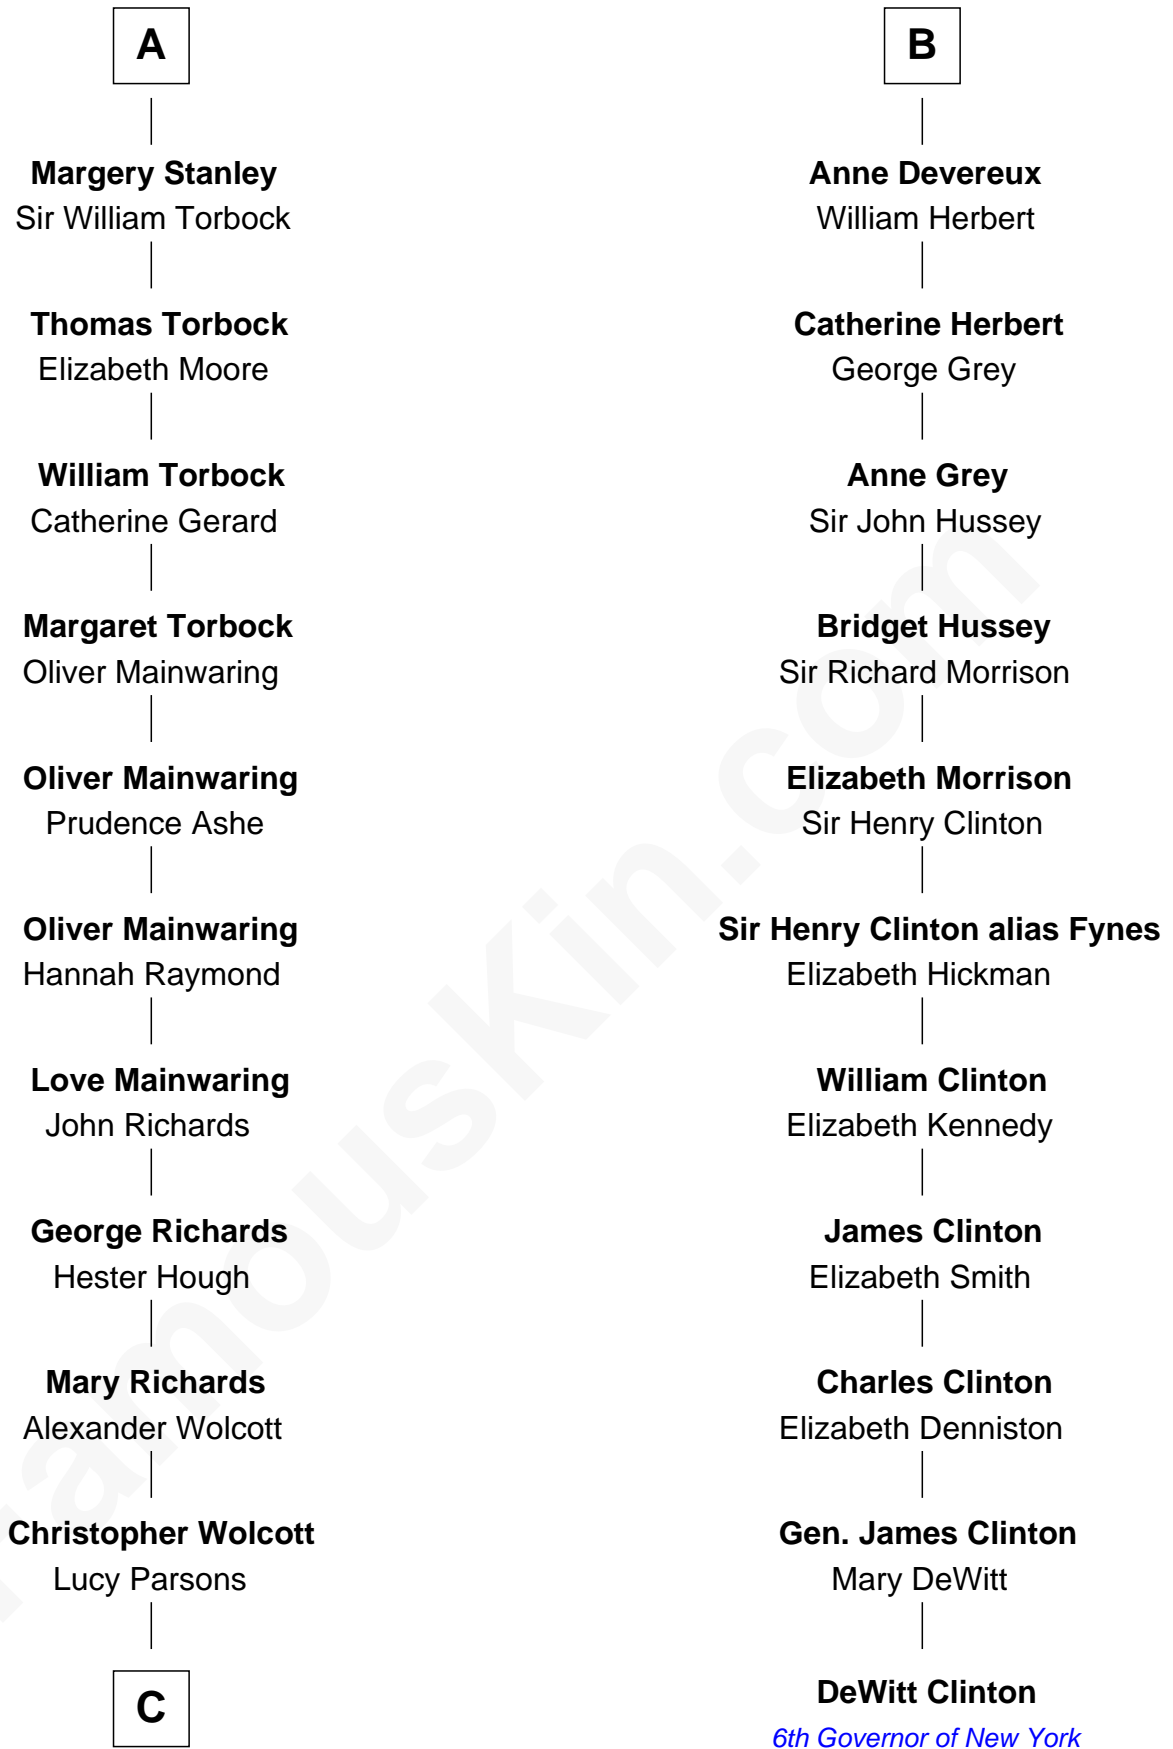 A
Margery Stanley
Sir William Torbock
Thomas Torbock
Elizabeth Moore
William Torbock
Catherine Gerard
Margaret Torbock
Oliver Mainwaring
Oliver Mainwaring
Prudence Ashe
Oliver Mainwaring
Hannah Raymond
Love Mainwaring
John Richards
George Richards
Hester Hough
Mary Richards
Alexander Wolcott
Christopher Wolcott
Lucy Parsons
C
B
Anne Devereux
William Herbert
Catherine Herbert
George Grey
Anne Grey
Sir John Hussey
Bridget Hussey
Sir Richard Morrison
Elizabeth Morrison
Sir Henry Clinton
Sir Henry Clinton alias Fynes
Elizabeth Hickman
William Clinton
Elizabeth Kennedy
James Clinton
Elizabeth Smith
Charles Clinton
Elizabeth Denniston
Gen. James Clinton
Mary DeWitt
DeWitt Clinton
6th Governor of New York
FamousKin.com